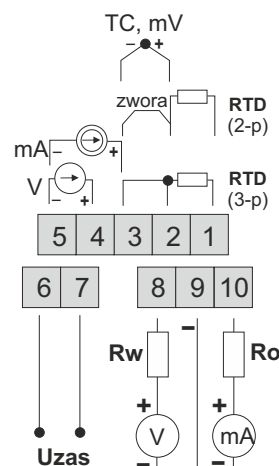 TC, mV
– +
zwora RTD
(2-p)
mA – +
V – +
RTD
(3-p)
5 4 3 2 1
6 7 8 9 10
Rw – Ro
+ +
V mA
Uzas – –